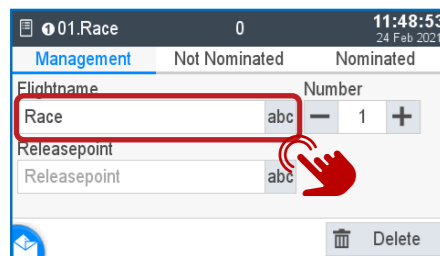 ❶01.Race 0 11:48:53
24 Feb 2021
Management Not Nominated Nominated
Flightname Number
Race abc 1
Releasepoint
Releasepoint abc
Delete